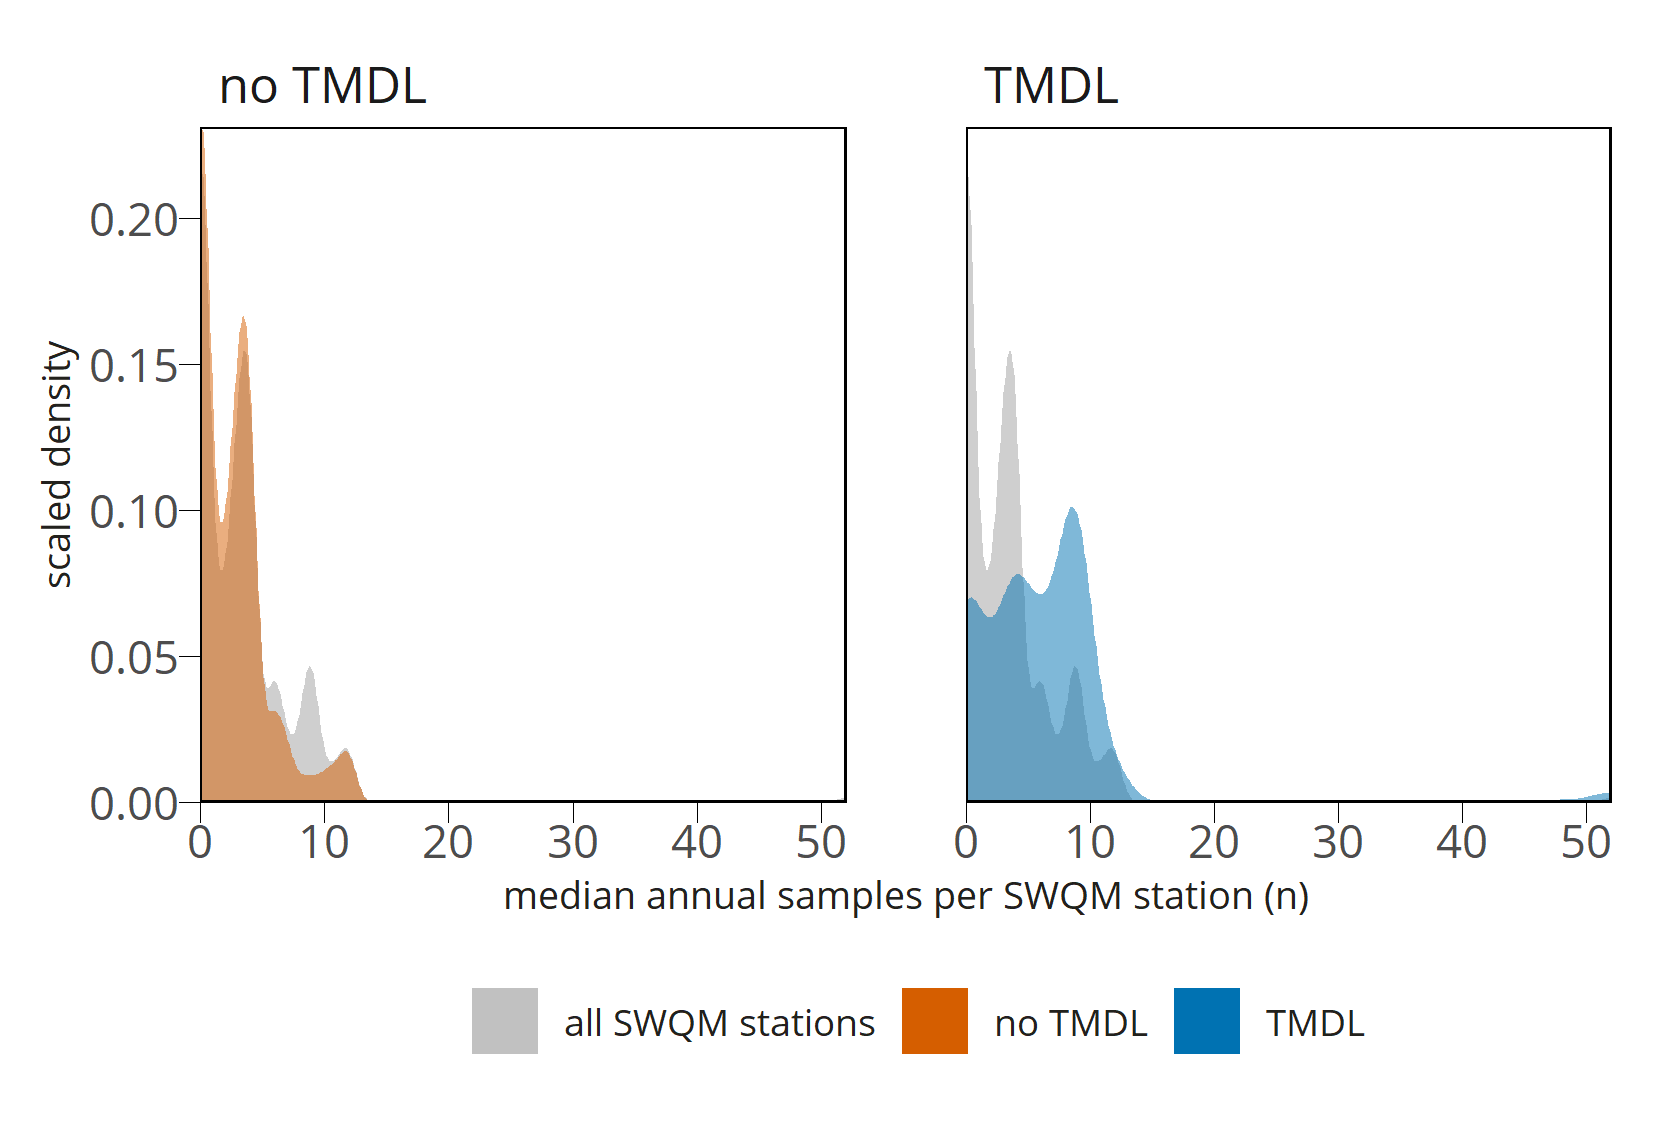 no TMDL
TMDL
scaled density
0.20
0.15
0.10
0.05
0.00
0 10 20 30 40 50
0 10 20 30 40 50
median annual samples per SWQM station (n)
all SWQM stations no TMDL TMDL